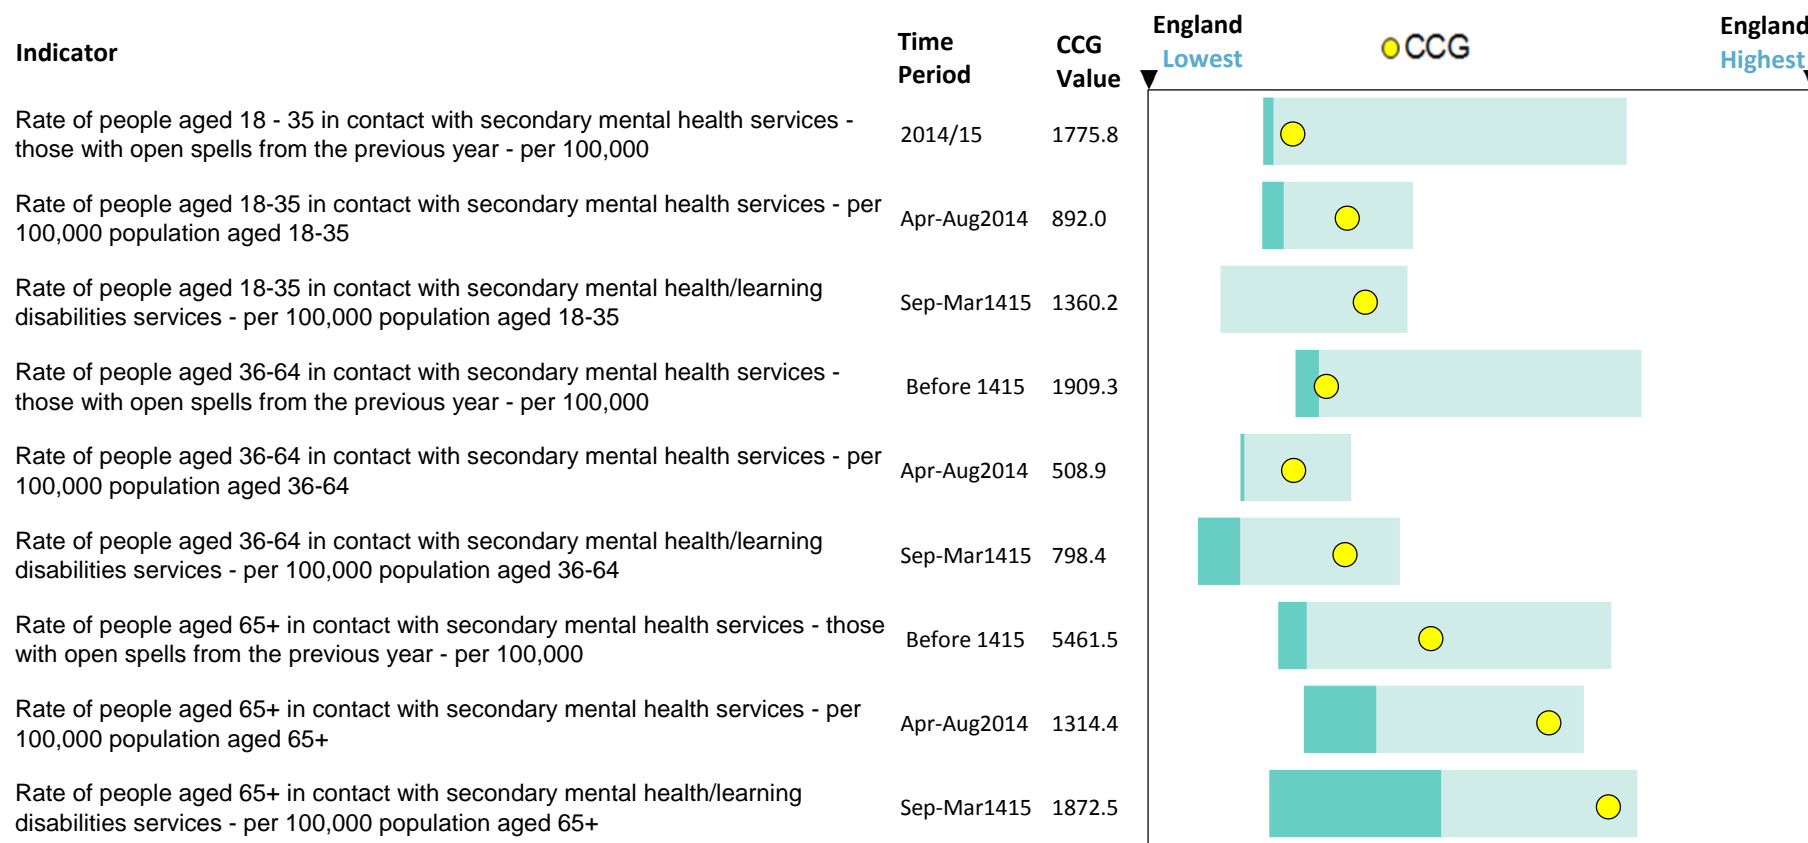 Indicator
Time Period
CCG Value
England Lowest
CCG
England Highest
Rate of people aged 18 - 35 in contact with secondary mental health services -
those with open spells from the previous year - per 100,000
2014/15
1775.8
Rate of people aged 18-35 in contact with secondary mental health services - per
100,000 population aged 18-35
Apr-Aug2014
892.0
Rate of people aged 18-35 in contact with secondary mental health/learning
disabilities services - per 100,000 population aged 18-35
Sep-Mar1415
1360.2
Rate of people aged 36-64 in contact with secondary mental health services -
those with open spells from the previous year - per 100,000
Before 1415
1909.3
Rate of people aged 36-64 in contact with secondary mental health services - per
100,000 population aged 36-64
Apr-Aug2014
508.9
Rate of people aged 36-64 in contact with secondary mental health/learning
disabilities services - per 100,000 population aged 36-64
Sep-Mar1415
798.4
Rate of people aged 65+ in contact with secondary mental health services - those
with open spells from the previous year - per 100,000
Before 1415
5461.5
Rate of people aged 65+ in contact with secondary mental health services - per
100,000 population aged 65+
Apr-Aug2014
1314.4
Rate of people aged 65+ in contact with secondary mental health/learning
disabilities services - per 100,000 population aged 65+
Sep-Mar1415
1872.5